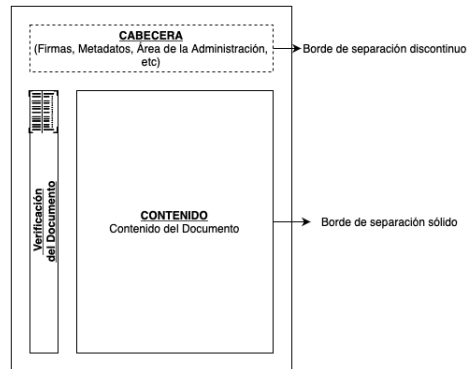 CABECERA
(Firmas, Metadatos, Área de la Administración,
etc)
Borde de separación discontinuo
Verificación
del Documento
CONTENIDO
Contenido del Documento
Borde de separación sólido